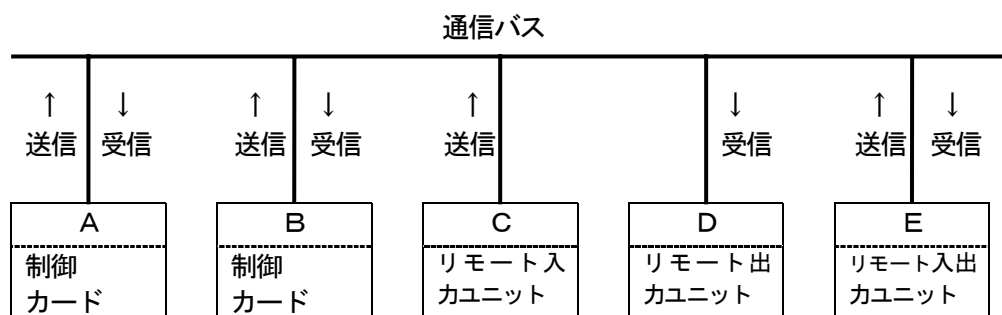 通信バス
↑ ↓ ↑ ↓ ↑ ↓ ↑ ↓
送信 受信 送信 受信 送信 受信 送信 受信
A B C D E
制御 制御 リモート入 リモート出 リモート入出
カード カード 力ユニット 力ユニット 力ユニット